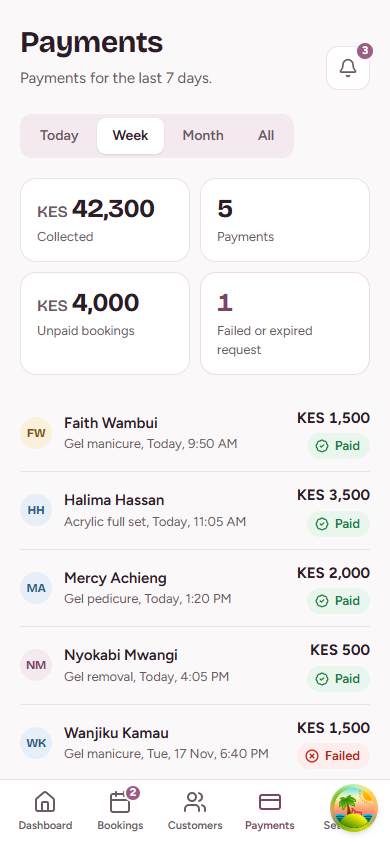 Payments
Payments for the last 7 days.
3
Today Week Month All
KES 42,300
Collected
5
Payments
KES 4,000
Unpaid bookings
1
Failed or expired
request
FW
Faith Wambui
Gel manicure, Today, 9:50 AM
KES 1,500
Paid
HH
Halima Hassan
Acrylic full set, Today, 11:05 AM
KES 3,500
Paid
MA
Mercy Achieng
Gel pedicure, Today, 1:20 PM
KES 2,000
Paid
NM
Nyokabi Mwangi
Gel removal, Today, 4:05 PM
KES 500
Paid
WK
Wanjiku Kamau
Gel manicure, Tue, 17 Nov, 6:40 PM
KES 1,500
Failed
2
Dashboard Bookings Customers Payments